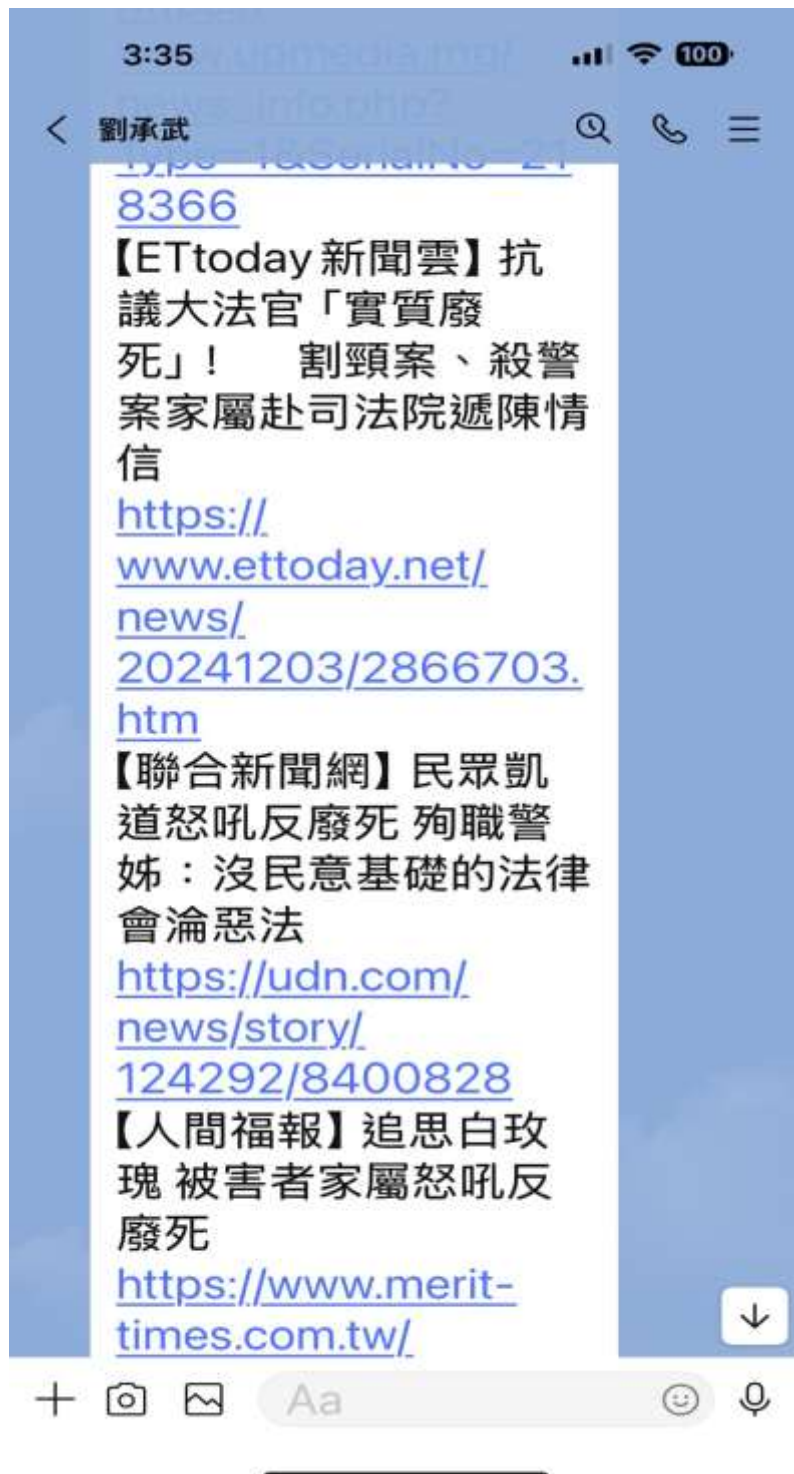 3:35
100
劉承武
Type=1&SerialNo=21
8366
【ETtoday新聞雲】抗
議大法官「實質廢
死」! 割頸案、殺警
案家屬赴司法院遞陳情
信
https://
www.ettoday.net/
news/
20241203/2866703.
htm
【聯合新聞網】民眾凱
道怒吼反廢死 殉職警
姊：沒民意基礎的法律
會淪惡法
https://udn.com/
news/story/
124292/8400828
【人間福報】追思白玫
瑰 被害者家屬怒吼反
廢死
https://www.merit-
times.com.tw/
Aa